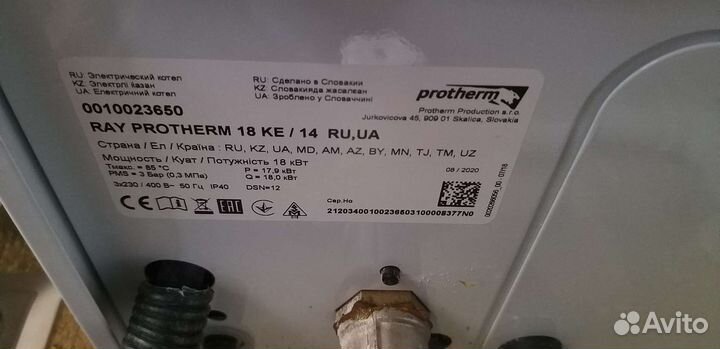 RU: Электрический котел
KZ: Электрлі қазан
UA: Електричний котел
RU: Сделано в Словакии
KZ: Словакияда жасалған
UA: Зроблено у Словаччині
protherm
Protherm Production s.r.o.
Jurkovicova 45, 909 01 Skalica, Slovakia
0010023650
RAY PROTHERM 18 KE / 14 RU,UA
Страна / Ел / Країна : RU, KZ, UA, MD, AM, AZ, BY, MN, TJ, TM, UZ
Мощность / Қуат / Потужність 18 кВт
Tмакс. = 85 °C
P = 17,9 кВт
PMS = 3 Бар (0,3 МПа)
Q = 18,0 кВт
3x230 / 400 В~ 50 Гц IP40
DSN=12
08 / 2020
CE
EAC
Сер.Но
Avito